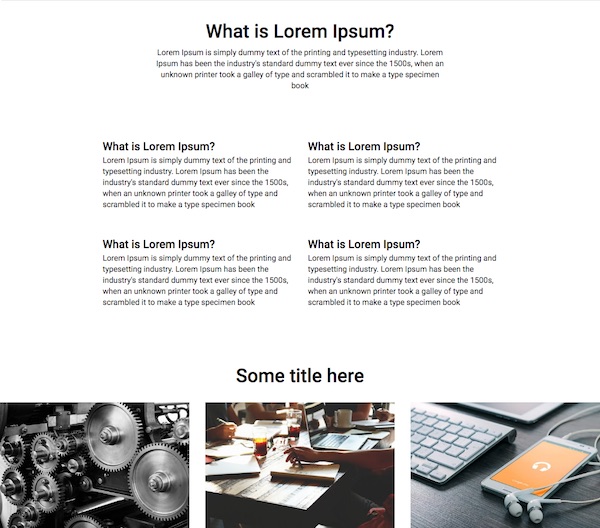 What is Lorem Ipsum?
Lorem Ipsum is simply dummy text of the printing and typesetting industry. Lorem
Ipsum has been the industry's standard dummy text ever since the 1500s, when an
unknown printer took a galley of type and scrambled it to make a type specimen
book
What is Lorem Ipsum?
Lorem Ipsum is simply dummy text of the printing and
typesetting industry. Lorem Ipsum has been the
industry's standard dummy text ever since the 1500s,
when an unknown printer took a galley of type and
scrambled it to make a type specimen book
What is Lorem Ipsum?
Lorem Ipsum is simply dummy text of the printing and
typesetting industry. Lorem Ipsum has been the
industry's standard dummy text ever since the 1500s,
when an unknown printer took a galley of type and
scrambled it to make a type specimen book
What is Lorem Ipsum?
Lorem Ipsum is simply dummy text of the printing and
typesetting industry. Lorem Ipsum has been the
industry's standard dummy text ever since the 1500s,
when an unknown printer took a galley of type and
scrambled it to make a type specimen book
What is Lorem Ipsum?
Lorem Ipsum is simply dummy text of the printing and
typesetting industry. Lorem Ipsum has been the
industry's standard dummy text ever since the 1500s,
when an unknown printer took a galley of type and
scrambled it to make a type specimen book
Some title here